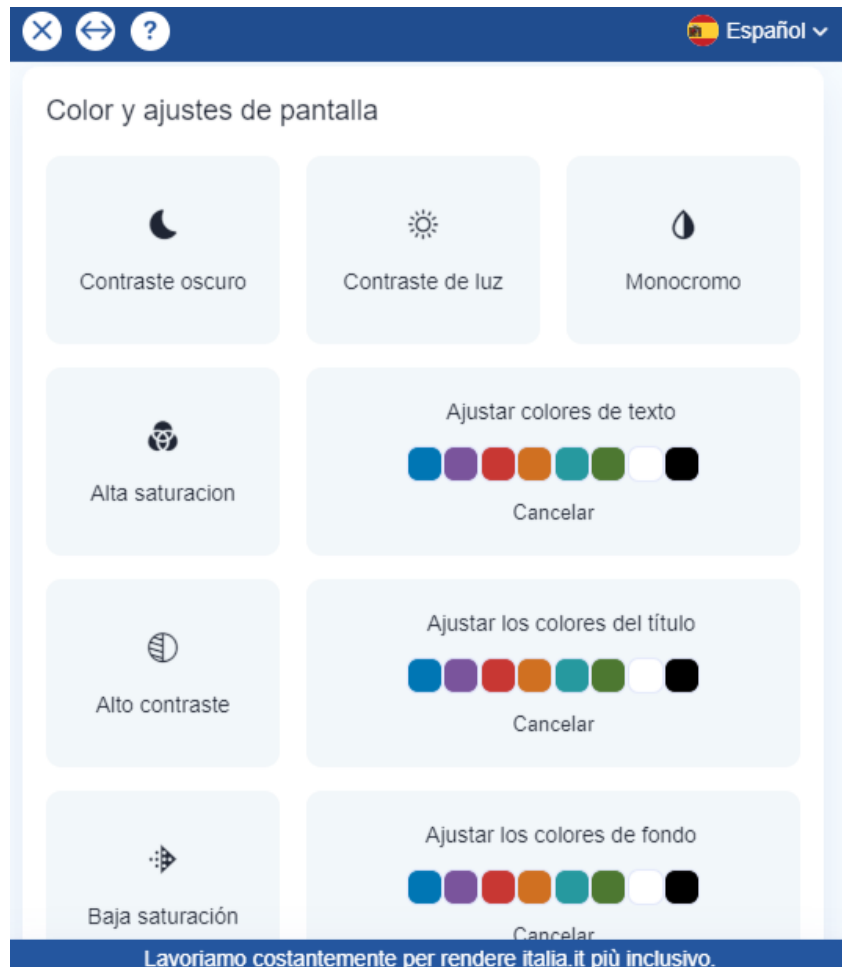 ?
Español
Color y ajustes de pantalla
Contraste oscuro
Contraste de luz
Monocromo
Alta saturacion
Ajustar colores de texto
Cancelar
Alto contraste
Ajustar los colores del título
Cancelar
Baja saturación
Ajustar los colores de fondo
Cancelar
Lavoriamo costantemente per rendere italia.it più inclusivo.